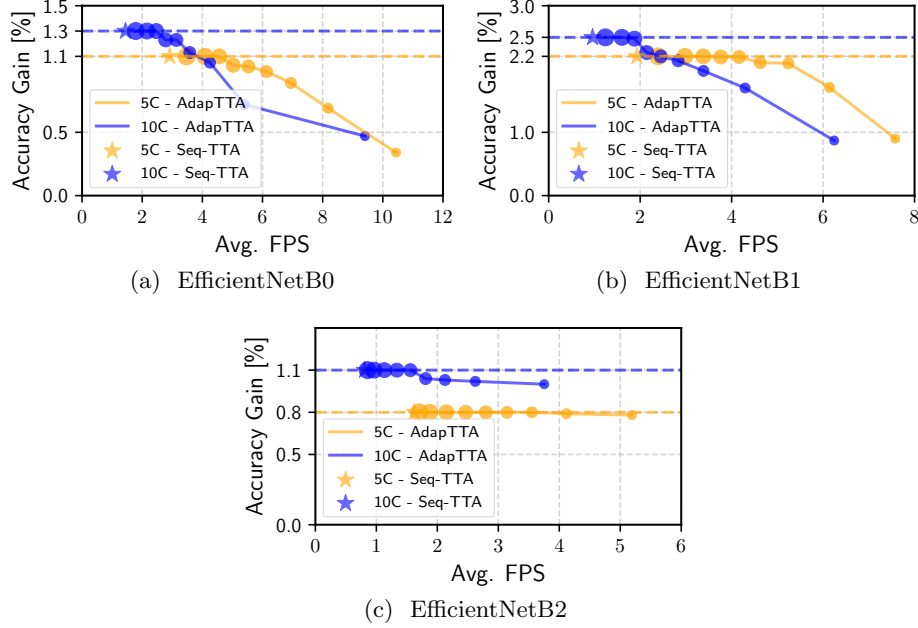 Accuracy Gain [%]
1.5
1.3
1.1
0.5
0.0
5C - AdapTTA
10C - AdapTTA
5C - Seq-TTA
10C - Seq-TTA
0 2 4 6 8 10 12
Avg. FPS
(a) EfficientNetB0
Accuracy Gain [%]
3.0
2.5
2.2
1.0
0.0
5C - AdapTTA
10C - AdapTTA
5C - Seq-TTA
10C - Seq-TTA
0 2 4 6 8
Avg. FPS
(b) EfficientNetB1
Accuracy Gain [%]
1.1
0.8
0.5
0.0
5C - AdapTTA
10C - AdapTTA
5C - Seq-TTA
10C - Seq-TTA
0 1 2 3 4 5 6
Avg. FPS
(c) EfficientNetB2